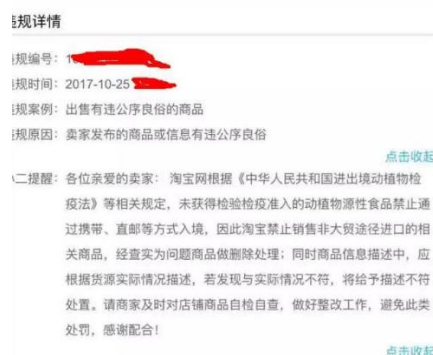 违规详情
违规编号：1
违规时间：2017-10-25
违规案例：出售有违公序良俗的商品
违规原因：卖家发布的商品或信息有违公序良俗
点击收起
小二提醒：各位亲爱的卖家： 淘宝网根据《中华人民共和国进出境动植物检
疫法》等相关规定，未获得检验检疫准入的动植物源性食品禁止通
过携带、直邮等方式入境，因此淘宝禁止销售非大贸途径进口的相
关商品，经查实为问题商品做删除处理；同时商品信息描述中，应
根据货源实际情况描述，若发现与实际情况不符，将给予描述不符
处置。请商家及时对店铺商品自检自查，做好整改工作，避免此类
处罚，感谢配合！
点击收起